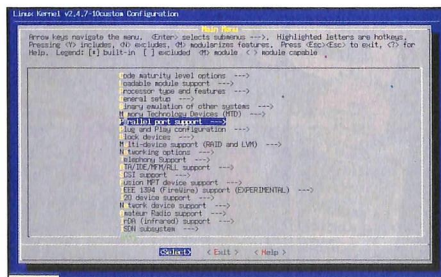 Linux Kernel v2.4.7-10custom Configuration
Main Menu
Arrow keys navigate the menu. <Enter> selects submenus --->. Highlighted letters are hotkeys.
Pressing <Y> includes, <N> excludes, <M> modularizes features. Press <Esc><Esc> to exit, <?> for
Help. Legend: [*] built-in [ ] excluded <M> module < > module capable
ode maturity level options --->
oadable module support --->
rocessor type and features --->
eneral setup --->
inary emulation of other systems --->
M mory Technology Devices (MTD) --->
Parallel port support --->
lug and Play configuration --->
lock devices --->
M lti-device support (RAID and LVM) --->
N tworking options --->
elephony Support --->
TA/IDE/MFM/RLL support --->
CSI support --->
usion MPT device support --->
EEE 1394 (FireWire) support (EXPERIMENTAL) --->
2O device support --->
N twork device support --->
mateur Radio support --->
rDA (infrared) support --->
SDN subsystem --->
<Select> < Exit > < Help >